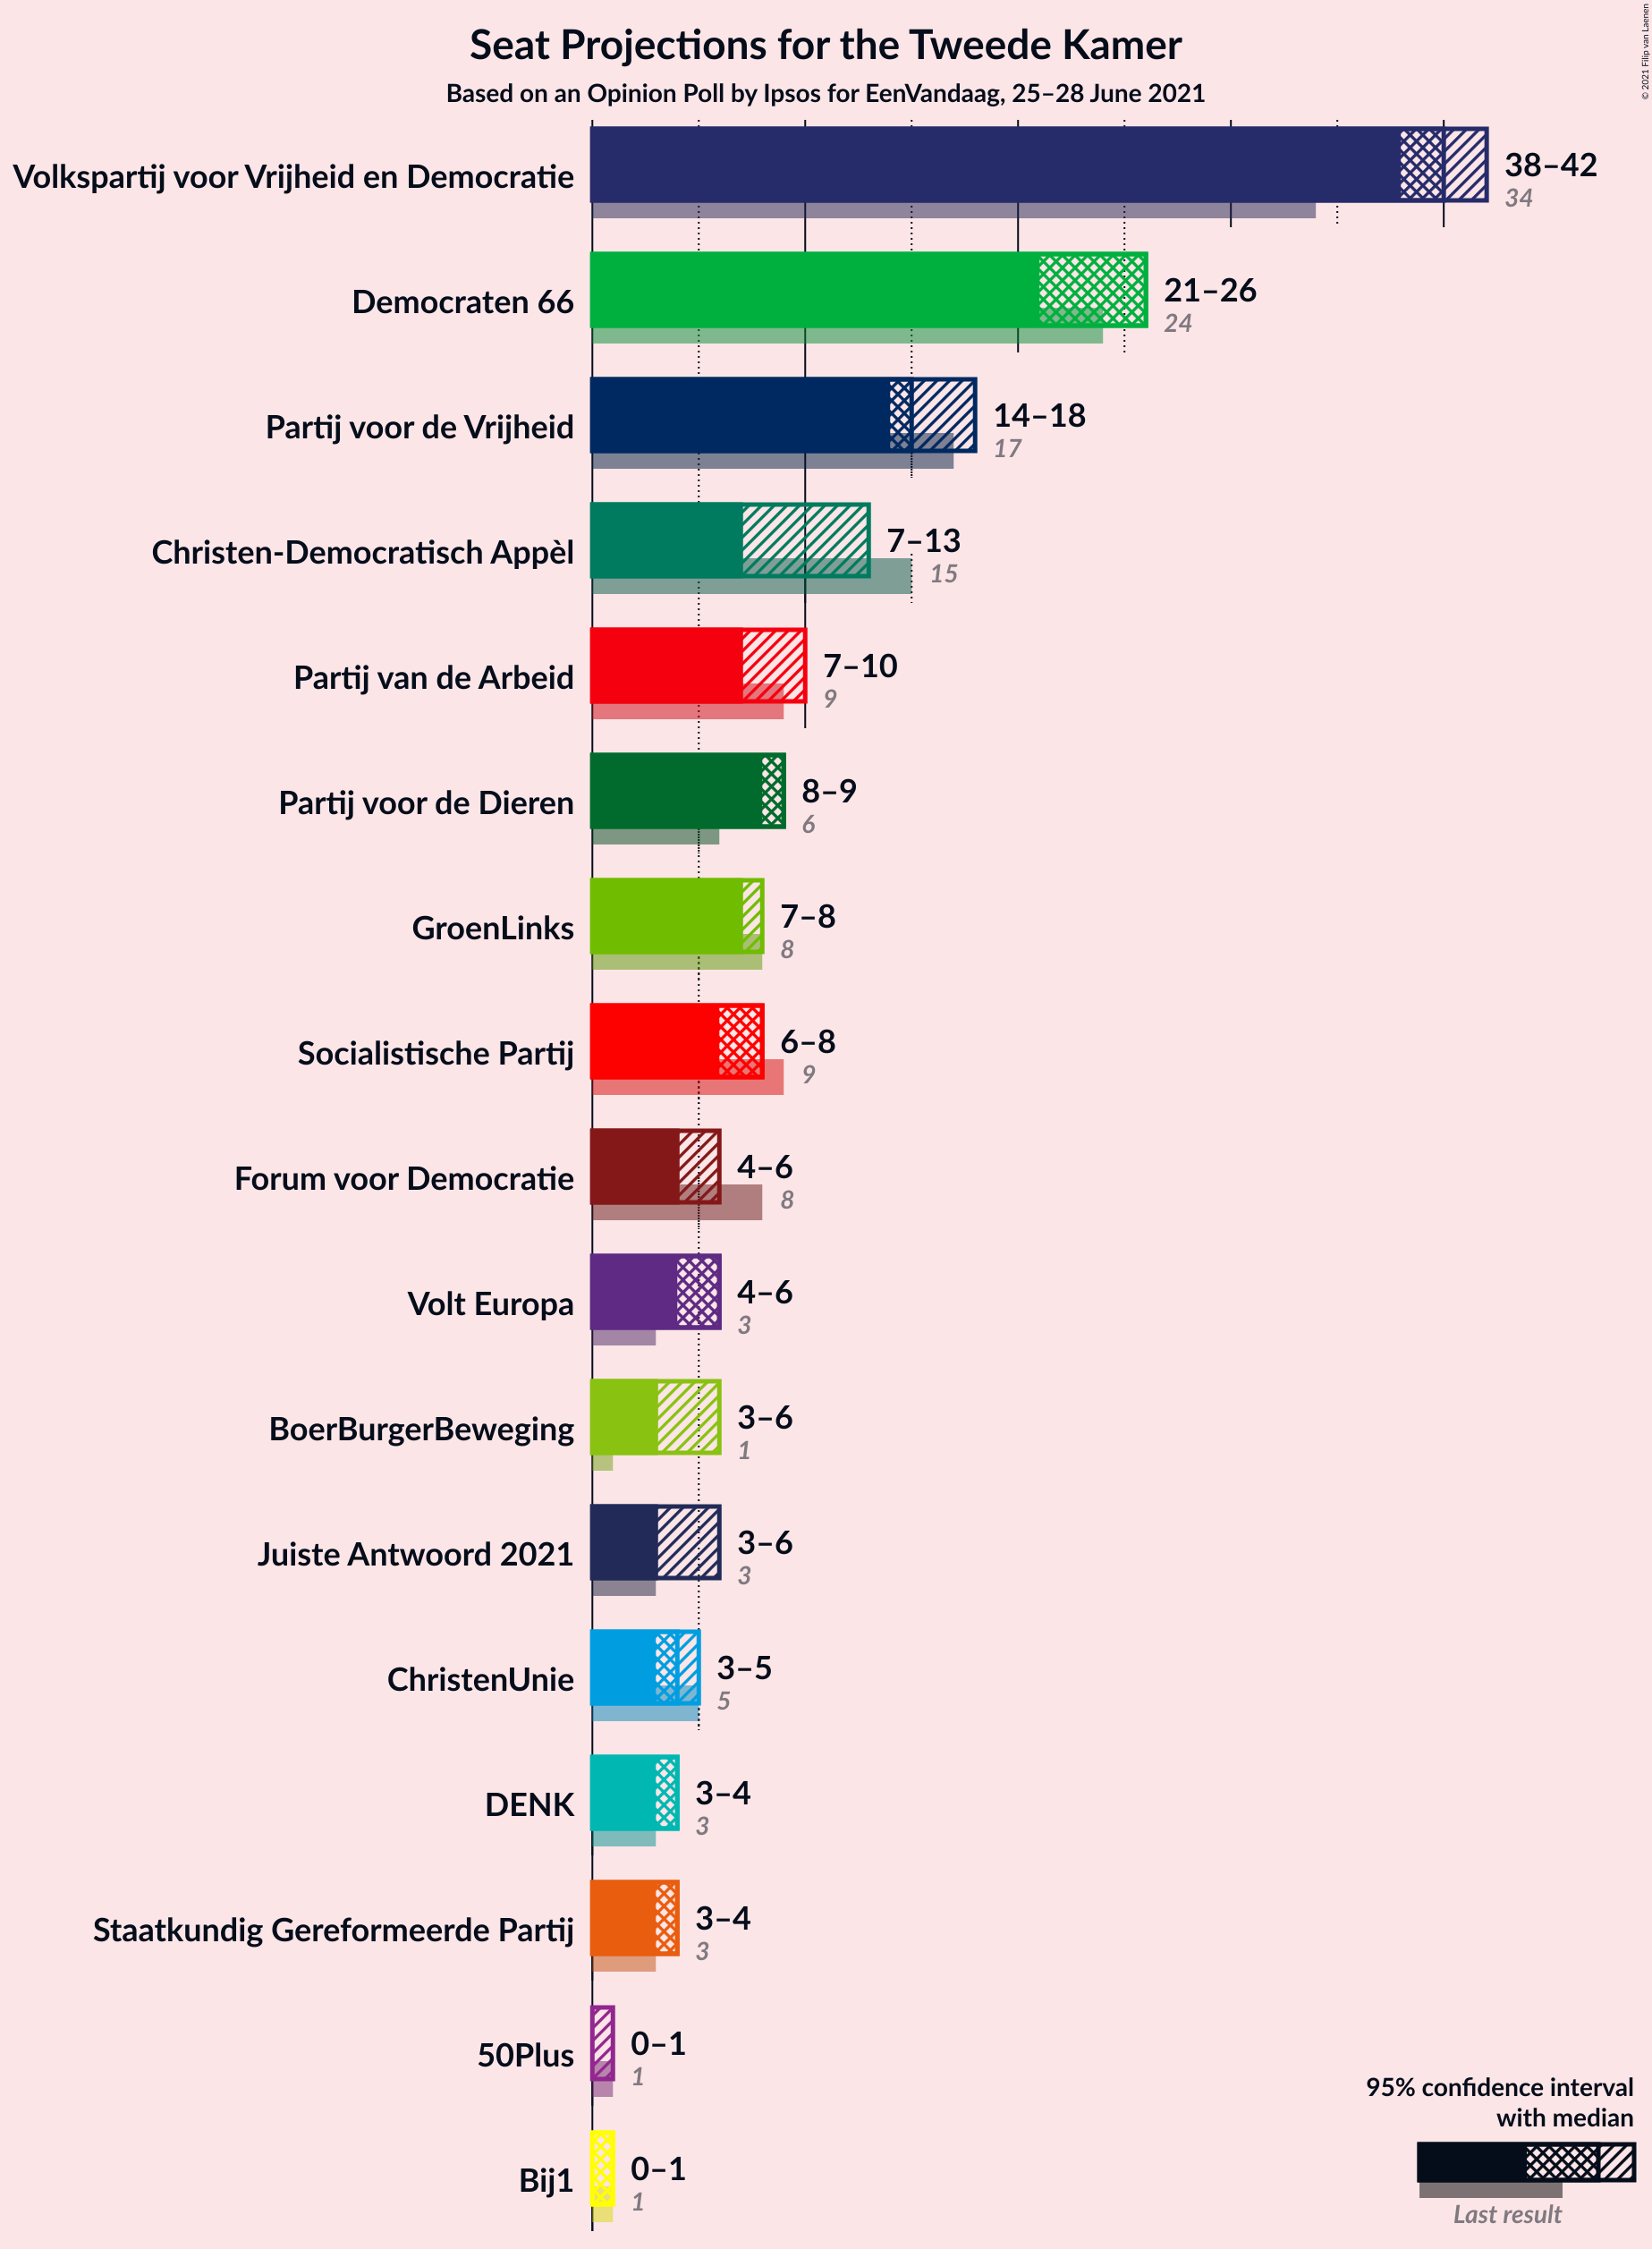 Seat Projections for the Tweede Kamer
Based on an Opinion Poll by Ipsos for EenVandaag, 25–28 June 2021
© 2021 Filip van Laenen
Volkspartij voor Vrijheid en Democratie
38–42
34
Democraten 66
21–26
24
Partij voor de Vrijheid
14–18
17
Christen-Democratisch Appèl
7–13
15
Partij van de Arbeid
7–10
9
Partij voor de Dieren
8–9
6
GroenLinks
7–8
8
Socialistische Partij
6–8
9
Forum voor Democratie
4–6
8
Volt Europa
4–6
3
BoerBurgerBeweging
3–6
1
Juiste Antwoord 2021
3–6
3
ChristenUnie
3–5
5
DENK
3–4
3
Staatkundig Gereformeerde Partij
3–4
3
50Plus
0–1
1
Bij1
0–1
1
95% confidence interval
with median
Last result